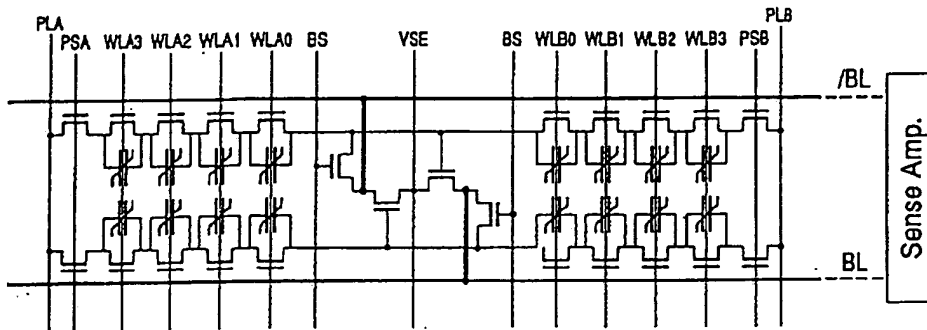 PLA PLB
PSA WLA3 WLA2 WLA1 WLA0 BS VSE BS WLB0 WLB1 WLB2 WLB3 PSB
/BL
Sense Amp.
BL